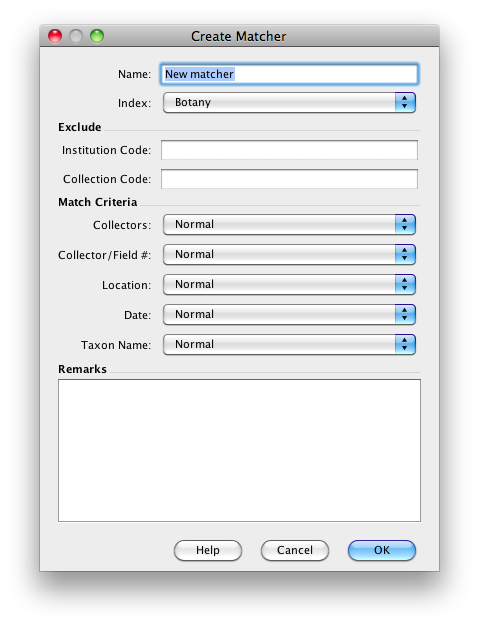 Create Matcher
Name: New matcher
Index: Botany
Exclude
Institution Code:
Collection Code:
Match Criteria
Collectors: Normal
Collector/Field #: Normal
Location: Normal
Date: Normal
Taxon Name: Normal
Remarks
Help Cancel OK